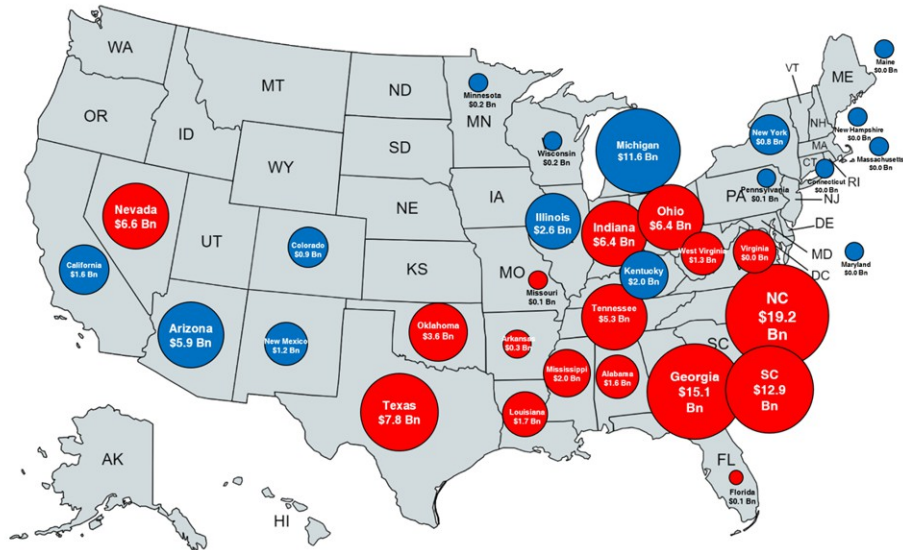 WA
MT
ND
OR
ID
WY
SD
NE
IA
UT
KS
MO
MN
AK
HI
VT
ME
NH
MA
CT
RI
NJ
DE
MD
DC
PA
SC
FL
Maine
$0.0 Bn
New Hampshire
$0.0 Bn
Massachusetts
$0.0 Bn
Connecticut
$0.0 Bn
New York
$0.8 Bn
Pennsylvania
$0.1 Bn
Maryland
$0.0 Bn
Minnesota
$0.2 Bn
Wisconsin
$0.2 Bn
Michigan
$11.6 Bn
Illinois
$2.6 Bn
Indiana
$6.4 Bn
Ohio
$6.4 Bn
West Virginia
$1.3 Bn
Virginia
$0.0 Bn
Kentucky
$2.0 Bn
Nevada
$6.6 Bn
California
$1.6 Bn
Colorado
$0.9 Bn
Missouri
$0.1 Bn
Tennessee
$5.3 Bn
NC
$19.2
Bn
Arizona
$5.9 Bn
New Mexico
$1.2 Bn
Oklahoma
$3.6 Bn
Arkansas
$0.3 Bn
Mississippi
$2.0 Bn
Alabama
$1.6 Bn
Georgia
$15.1
Bn
SC
$12.9
Bn
Texas
$7.8 Bn
Louisiana
$1.7 Bn
Florida
$0.1 Bn